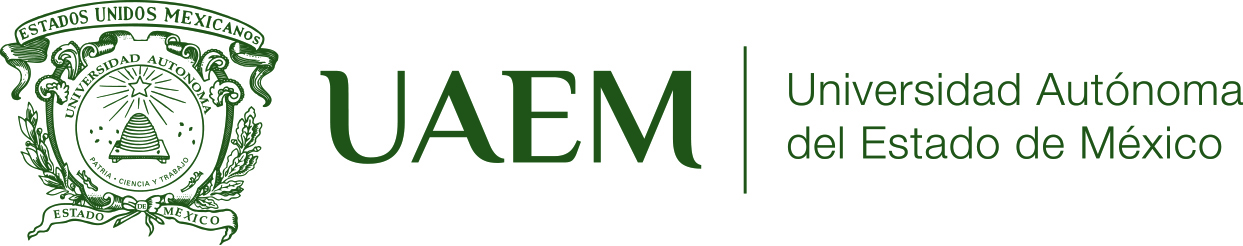 ESTADOS UNIDOS MEXICANOS
UNIVERSIDAD AUTONOMA
PATRIA • CIENCIA Y TRABAJO
ESTADO DE MEXICO
UAEM
Universidad Autónoma
del Estado de México